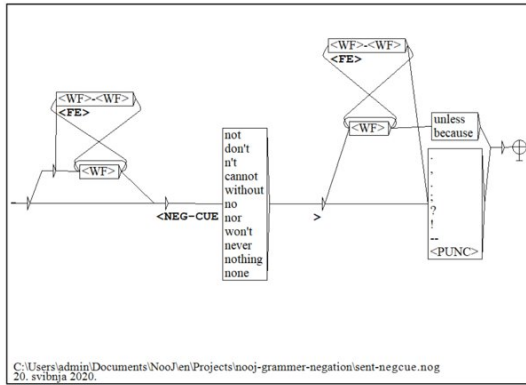 <WF>-<WF>
<FE>
<WF>
<NEG-CUE
not
don't
n't
cannot
without
no
nor
won't
never
nothing
none
>
<WF>-<WF>
<FE>
<WF>
unless
because
.
,
:
;
?
!
--
<PUNC>
C:\Users\admin\Documents\NooJ\en\Projects\nooj-grammer-negation\sent-negcue.nog
20. svibnja 2020.